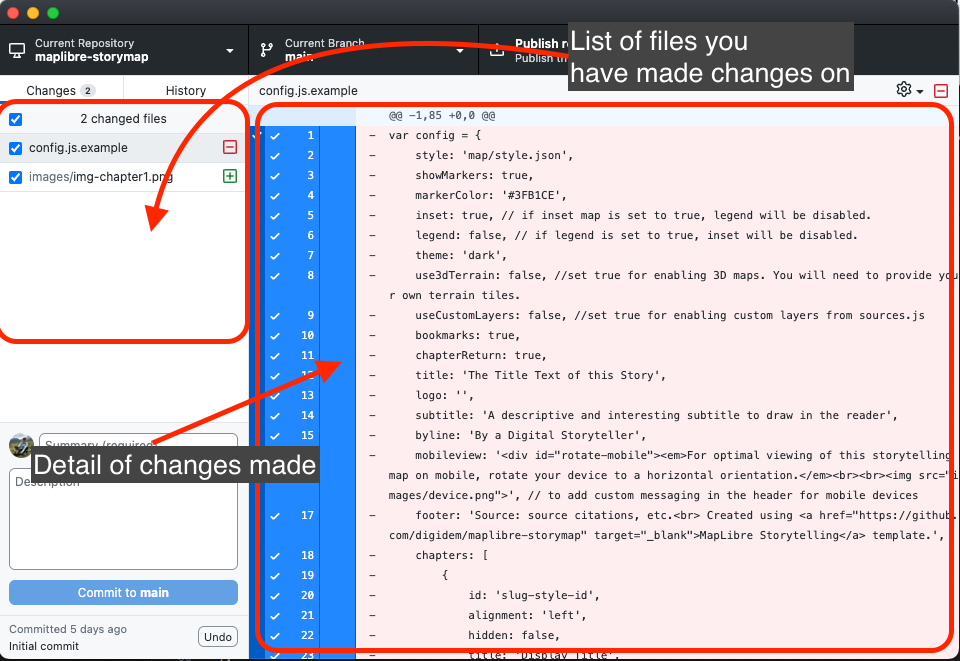 Current Repository
maplibre-storymap
Current Branch
main
Publish r
Publish th
List of files you
have made changes on
Changes 2
History
config.js.example
2 changed files
config.js.example
images/img-chapter1.png
@@ -1,85 +0,0 @@
1 - var config = {
2 - style: 'map/style.json',
3 - showMarkers: true,
4 - markerColor: '#3FB1CE',
5 - inset: true, // if inset map is set to true, legend will be disabled.
6 - legend: false, // if legend is set to true, inset will be disabled.
7 - theme: 'dark',
8 - use3dTerrain: false, //set true for enabling 3D maps. You will need to provide you
r own terrain tiles.
9 - useCustomLayers: false, //set true for enabling custom layers from sources.js
10 - bookmarks: true,
11 - chapterReturn: true,
12 - title: 'The Title Text of this Story',
13 - logo: '',
14 - subtitle: 'A descriptive and interesting subtitle to draw in the reader',
15 - byline: 'By a Digital Storyteller',
- mobileview: '<div id="rotate-mobile"><em>For optimal viewing of this storytelling
map on mobile, rotate your device to a horizontal orientation.</em><br><br><img src="i
mages/device.png">', // to add custom messaging in the header for mobile devices
17 - footer: 'Source: source citations, etc.<br> Created using <a href="https://github.
com/digidem/maplibre-storymap" target="_blank">MapLibre Storytelling</a> template.',
18 - chapters: [
19 - {
20 - id: 'slug-style-id',
21 - alignment: 'left',
22 - hidden: false,
23 - title: 'Display Title',
Summary (required)
Detail of changes made
Description
Commit to main
Committed 5 days ago
Initial commit
Undo